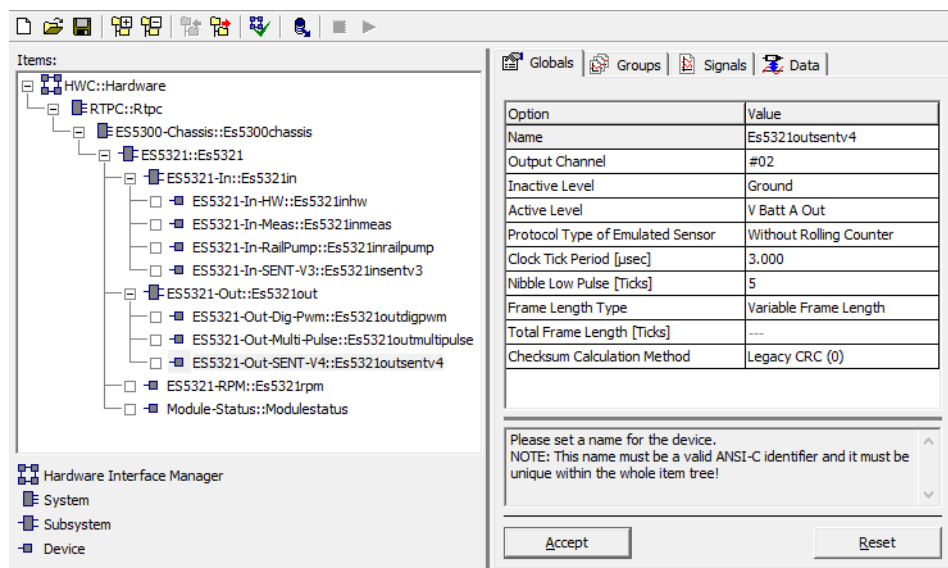 Items:
HWC::Hardware
RTPC::Rtpc
ES5300-Chassis::Es5300chassis
ES5321::Es5321
ES5321-In::Es5321in
ES5321-In-HW::Es5321inhw
ES5321-In-Meas::Es5321inmeas
ES5321-In-RailPump::Es5321inrailpump
ES5321-In-SENT-V3::Es5321insentv3
ES5321-Out::Es5321out
ES5321-Out-Dig-Pwm::Es5321outdigpwm
ES5321-Out-Multi-Pulse::Es5321outmultipulse
ES5321-Out-SENT-V4::Es5321outsentv4
ES5321-RPM::Es5321rpm
Module-Status::Modulestatus
Hardware Interface Manager
System
Subsystem
Device
Globals Groups Signals Data
Option Value
Name Es5321outsentv4
Output Channel #02
Inactive Level Ground
Active Level V Batt A Out
Protocol Type of Emulated Sensor Without Rolling Counter
Clock Tick Period [µsec] 3.000
Nibble Low Pulse [Ticks] 5
Frame Length Type Variable Frame Length
Total Frame Length [Ticks] ---
Checksum Calculation Method Legacy CRC (0)
Please set a name for the device.
NOTE: This name must be a valid ANSI-C identifier and it must be
unique within the whole item tree!
Accept Reset